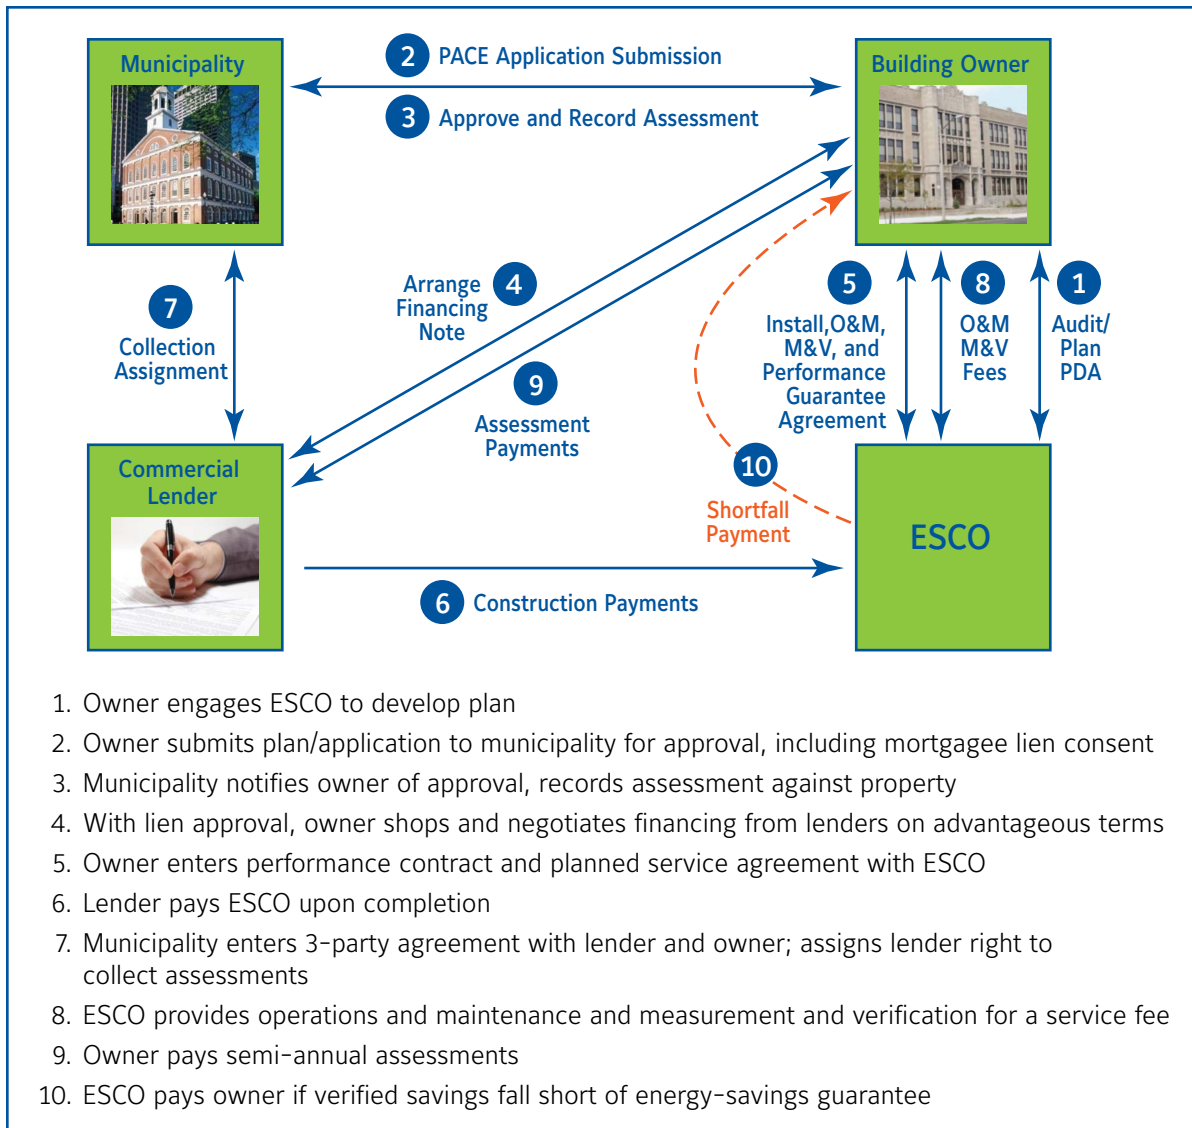 Municipality
2 PACE Application Submission
3 Approve and Record Assessment
Building Owner
7
Collection
Assignment
Arrange
Financing
Note
4
9
Assessment
Payments
5
Install,O&M,
M&V, and
Performance
Guarantee
Agreement
8
O&M
M&V
Fees
1
Audit/
Plan
PDA
10
Shortfall
Payment
Commercial
Lender
ESCO
6 Construction Payments
1. Owner engages ESCO to develop plan
2. Owner submits plan/application to municipality for approval, including mortgagee lien consent
3. Municipality notifies owner of approval, records assessment against property
4. With lien approval, owner shops and negotiates financing from lenders on advantageous terms
5. Owner enters performance contract and planned service agreement with ESCO
6. Lender pays ESCO upon completion
7. Municipality enters 3-party agreement with lender and owner; assigns lender right to
collect assessments
8. ESCO provides operations and maintenance and measurement and verification for a service fee
9. Owner pays semi-annual assessments
10. ESCO pays owner if verified savings fall short of energy-savings guarantee